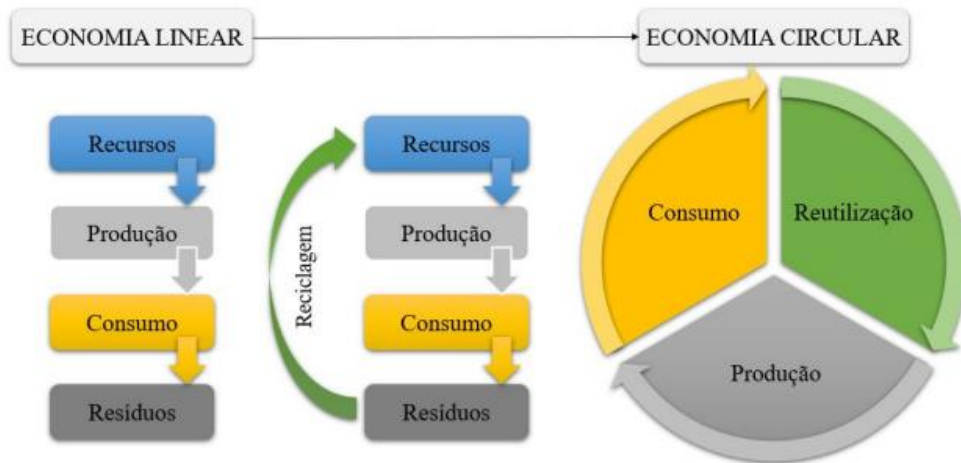 ECONOMIA LINEAR
ECONOMIA CIRCULAR
Recursos
Produção
Consumo
Resíduos
Reciclagem
Recursos
Produção
Consumo
Resíduos
Consumo
Reutilização
Produção